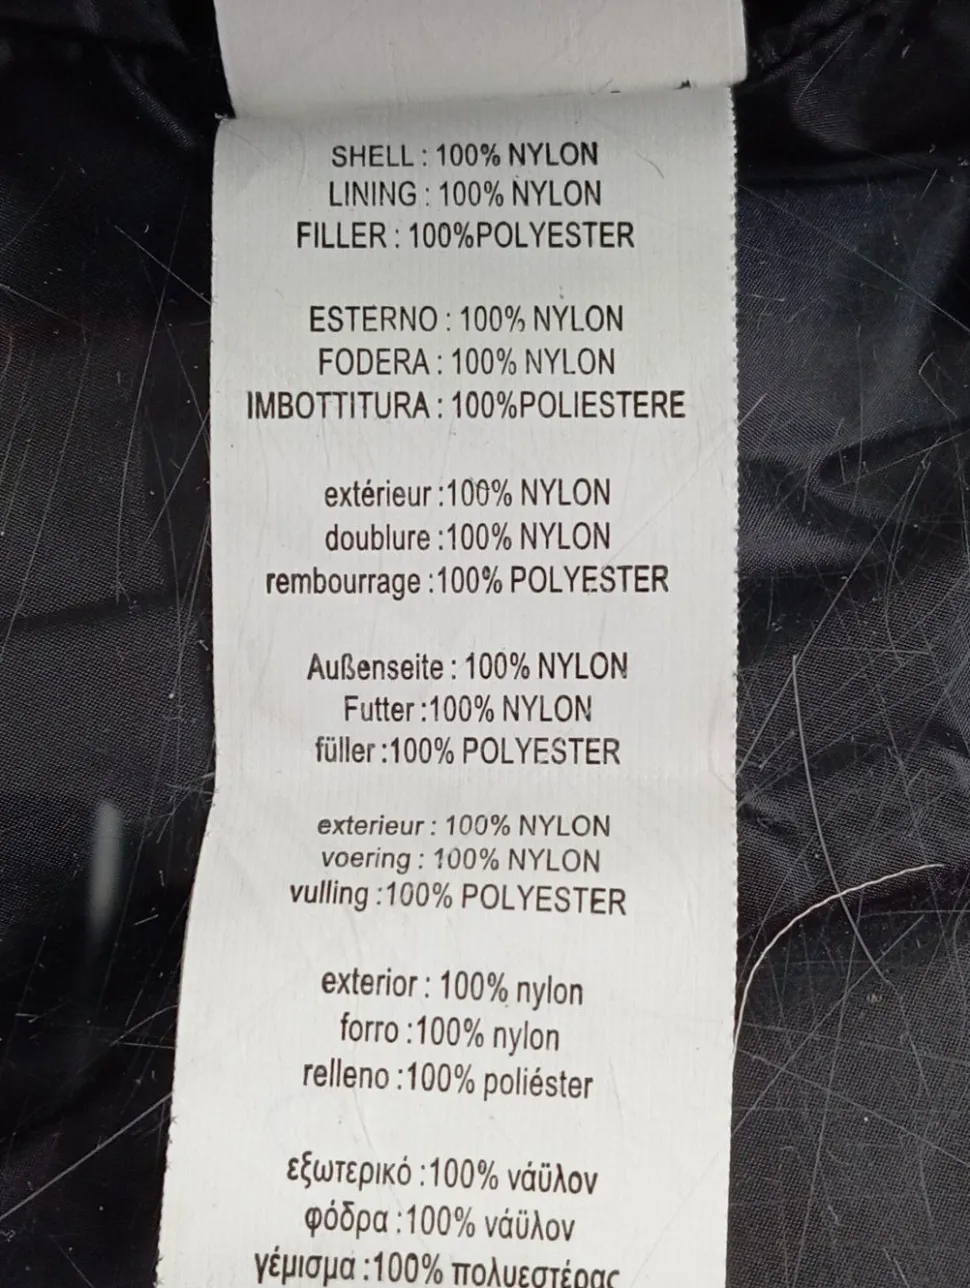 SHELL : 100% NYLON
LINING : 100% NYLON
FILLER : 100%POLYESTER
ESTERNO : 100% NYLON
FODERA : 100% NYLON
IMBOTTITURA : 100%POLIESTERE
extérieur :100% NYLON
doublure :100% NYLON
rembourrage :100% POLYESTER
Außenseite : 100% NYLON
Futter :100% NYLON
füller :100% POLYESTER
exterieur : 100% NYLON
voering : 100% NYLON
vulling :100% POLYESTER
exterior : 100% nylon
forro :100% nylon
relleno :100% poliéster
εξωτερικό :100% νάϋλον
φόδρα :100% νάϋλον
γέμισμα :100% πολυεστέρας